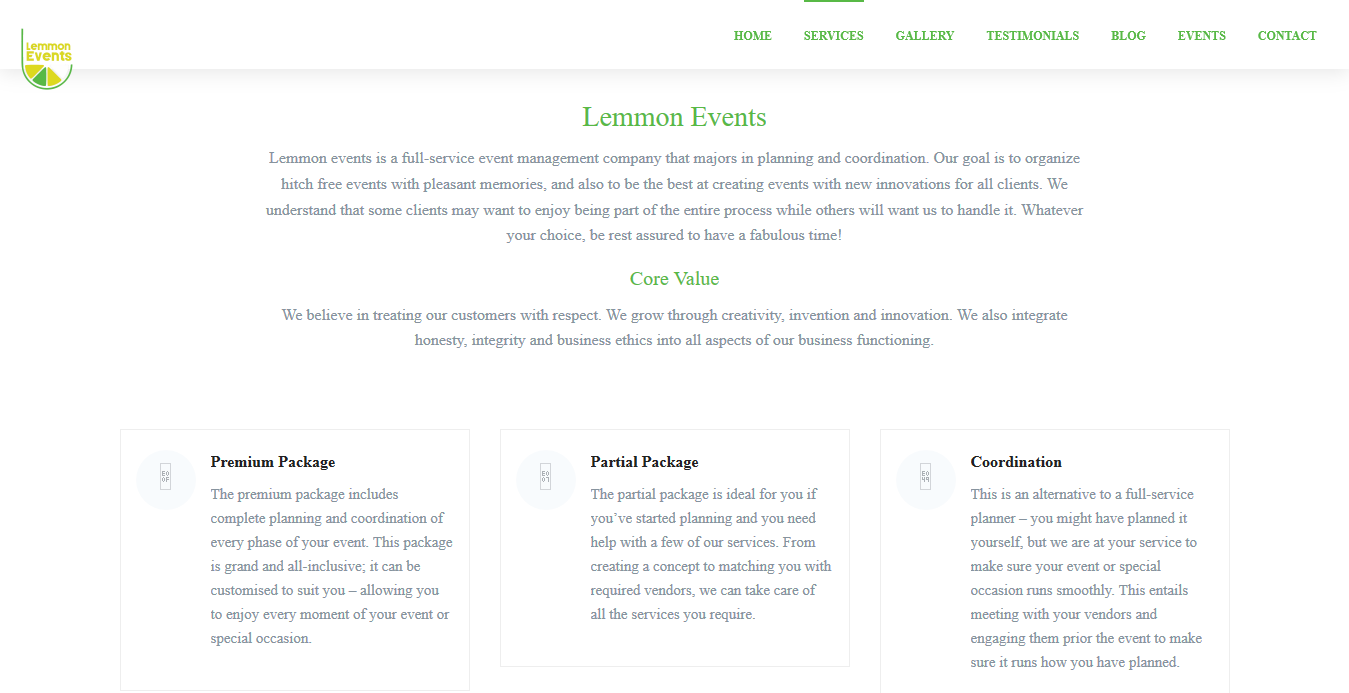 Lemmon
Events
HOME SERVICES GALLERY TESTIMONIALS BLOG EVENTS CONTACT
Lemmon Events
Lemmon events is a full-service event management company that majors in planning and coordination. Our goal is to organize
hitch free events with pleasant memories, and also to be the best at creating events with new innovations for all clients. We
understand that some clients may want to enjoy being part of the entire process while others will want us to handle it. Whatever
your choice, be rest assured to have a fabulous time!
Core Value
We believe in treating our customers with respect. We grow through creativity, invention and innovation. We also integrate
honesty, integrity and business ethics into all aspects of our business functioning.
Premium Package
The premium package includes
complete planning and coordination of
every phase of your event. This package
is grand and all-inclusive; it can be
customised to suit you – allowing you
to enjoy every moment of your event or
special occasion.
Partial Package
The partial package is ideal for you if
you’ve started planning and you need
help with a few of our services. From
creating a concept to matching you with
required vendors, we can take care of
all the services you require.
Coordination
This is an alternative to a full-service
planner – you might have planned it
yourself, but we are at your service to
make sure your event or special
occasion runs smoothly. This entails
meeting with your vendors and
engaging them prior the event to make
sure it runs how you have planned.